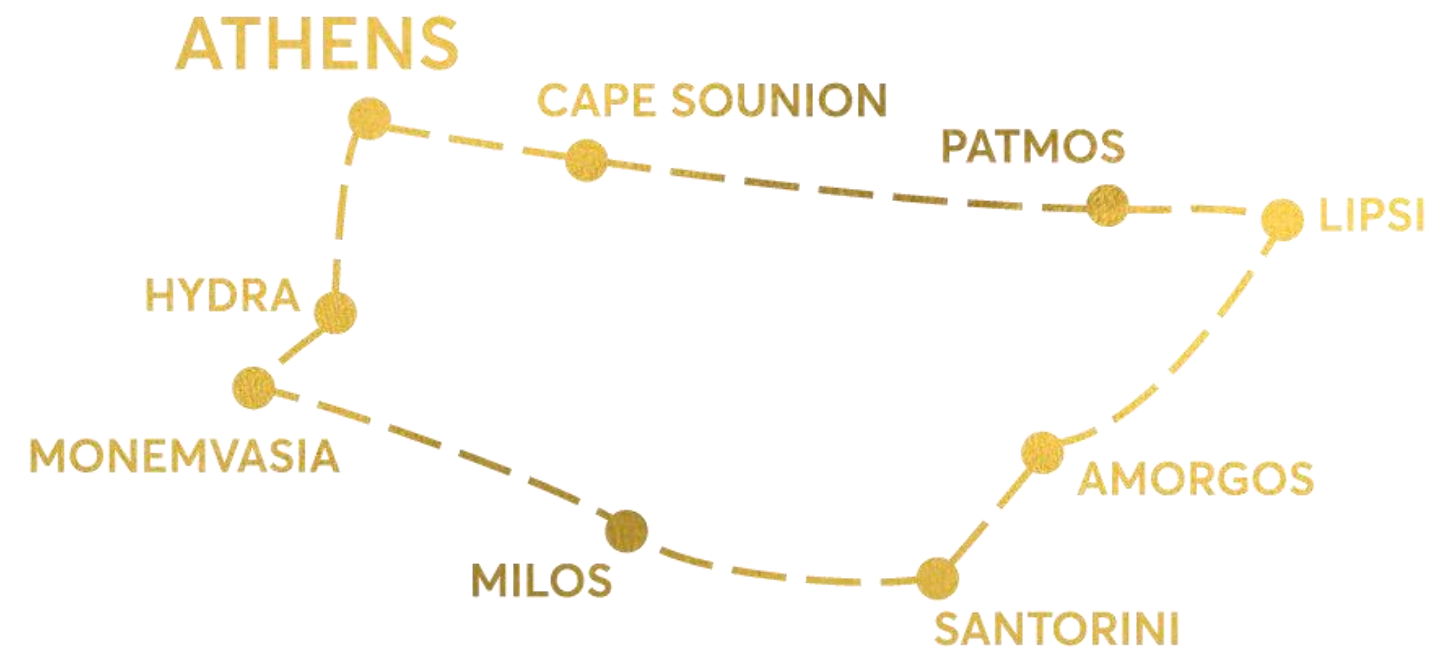 ATHENS
CAPE SOUNION
PATMOS
LIPSI
HYDRA
MONEMVASIA
AMORGOS
MILOS
SANTORINI